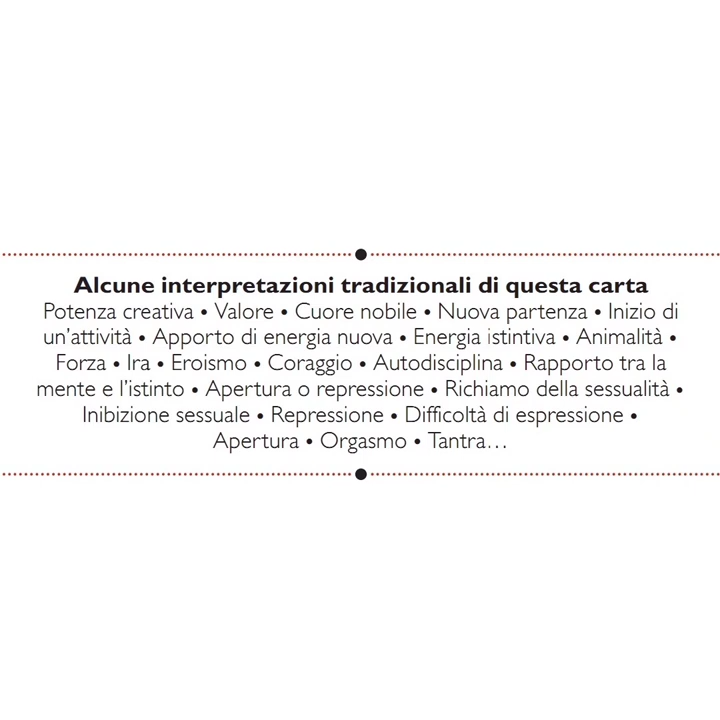 Alcune interpretazioni tradizionali di questa carta
Potenza creativa • Valore • Cuore nobile • Nuova partenza • Inizio di
un’attività • Apporto di energia nuova • Energia istintiva • Animalità •
Forza • Ira • Eroismo • Coraggio • Autodisciplina • Rapporto tra la
mente e l’istinto • Apertura o repressione • Richiamo della sessualità •
Inibizione sessuale • Repressione • Difficoltà di espressione •
Apertura • Orgasmo • Tantra…